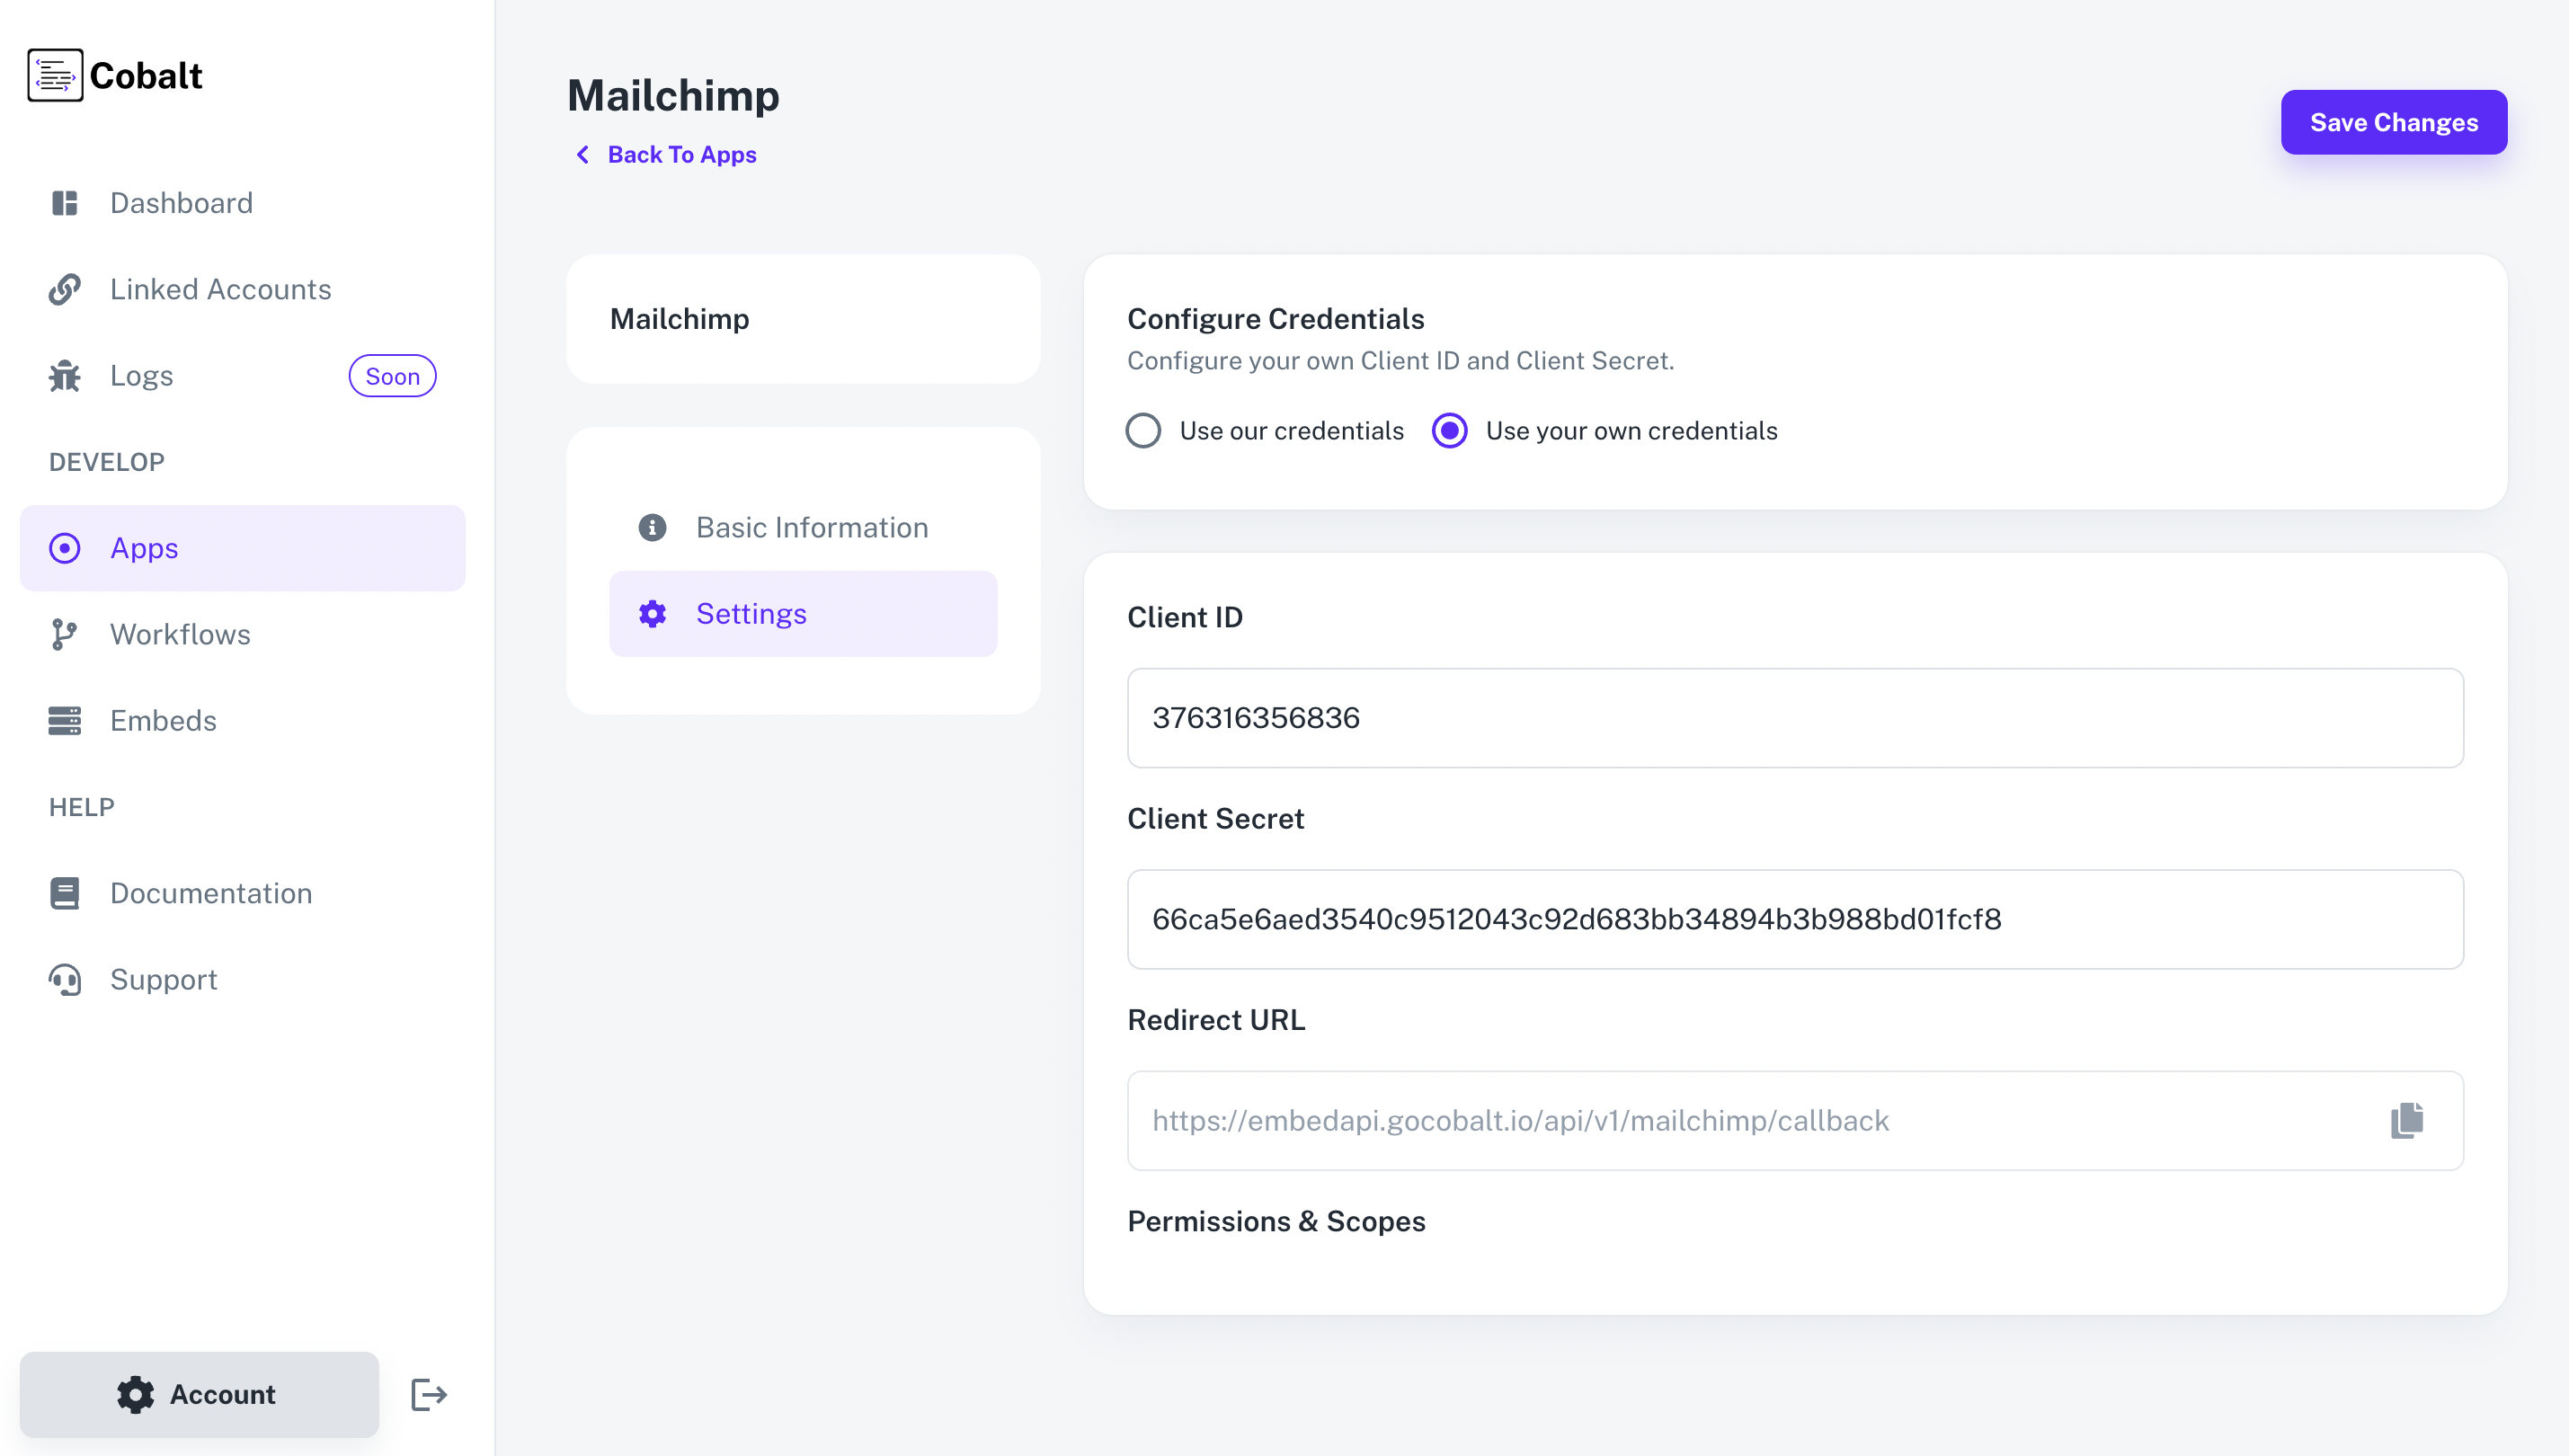 Cobalt
Dashboard
Linked Accounts
Logs
Soon
DEVELOP
Apps
Workflows
Embeds
HELP
Documentation
Support
Account
Mailchimp
Back To Apps
Save Changes
Mailchimp
Basic Information
Settings
Configure Credentials
Configure your own Client ID and Client Secret.
Use our credentials
Use your own credentials
Client ID
376316356836
Client Secret
66ca5e6aed3540c9512043c92d683bb34894b3b988bd01fcf8
Redirect URL
https://embedapi.gocobalt.io/api/v1/mailchimp/callback
Permissions & Scopes